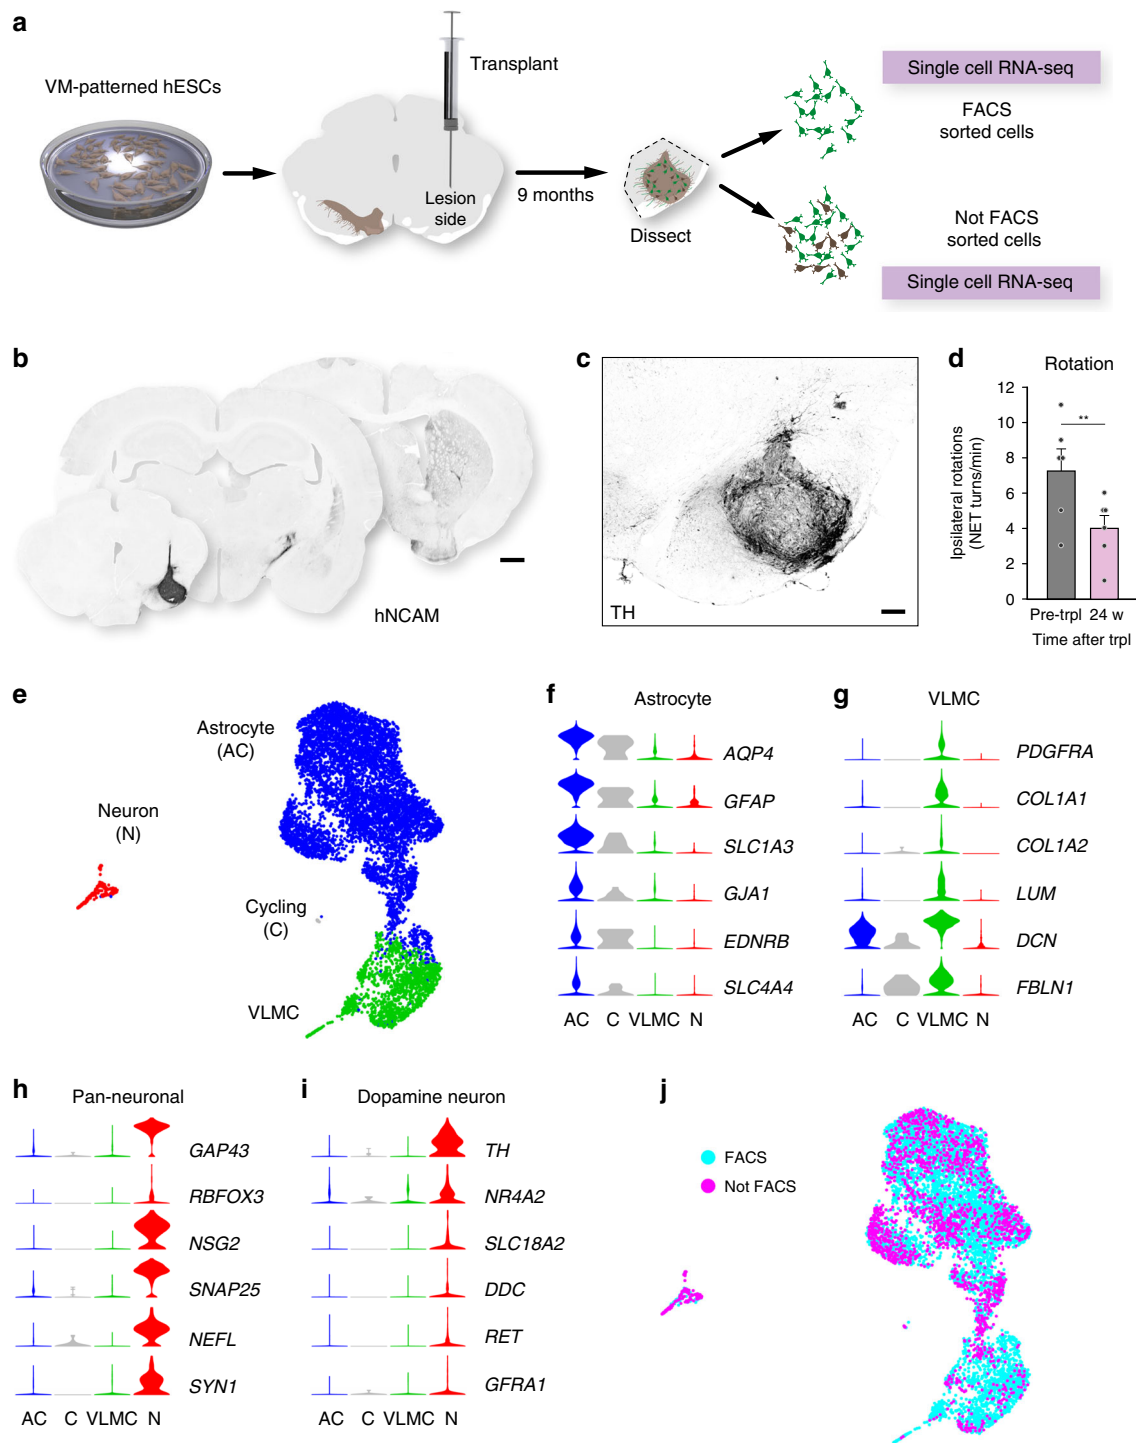 a
VM-patterned hESCs
Transplant
Lesion
side
9 months
Dissect
Single cell RNA-seq
FACS
sorted cells
Not FACS
sorted cells
Single cell RNA-seq
b
hNCAM
c
TH
d
Rotation
Ipsilateral rotations
(NET turns/min)
12
10
8
6
4
2
0
**
Pre-trpl 24 w
Time after trpl
e
Astrocyte
(AC)
Neuron
(N)
Cycling
(C)
VLMC
f
Astrocyte
AQP4
GFAP
SLC1A3
GJA1
EDNRB
SLC4A4
AC C VLMC N
g
VLMC
PDGFRA
COL1A1
COL1A2
LUM
DCN
FBLN1
AC C VLMC N
h
Pan-neuronal
GAP43
RBFOX3
NSG2
SNAP25
NEFL
SYN1
AC C VLMC N
i
Dopamine neuron
TH
NR4A2
SLC18A2
DDC
RET
GFRA1
AC C VLMC N
j
FACS
Not FACS